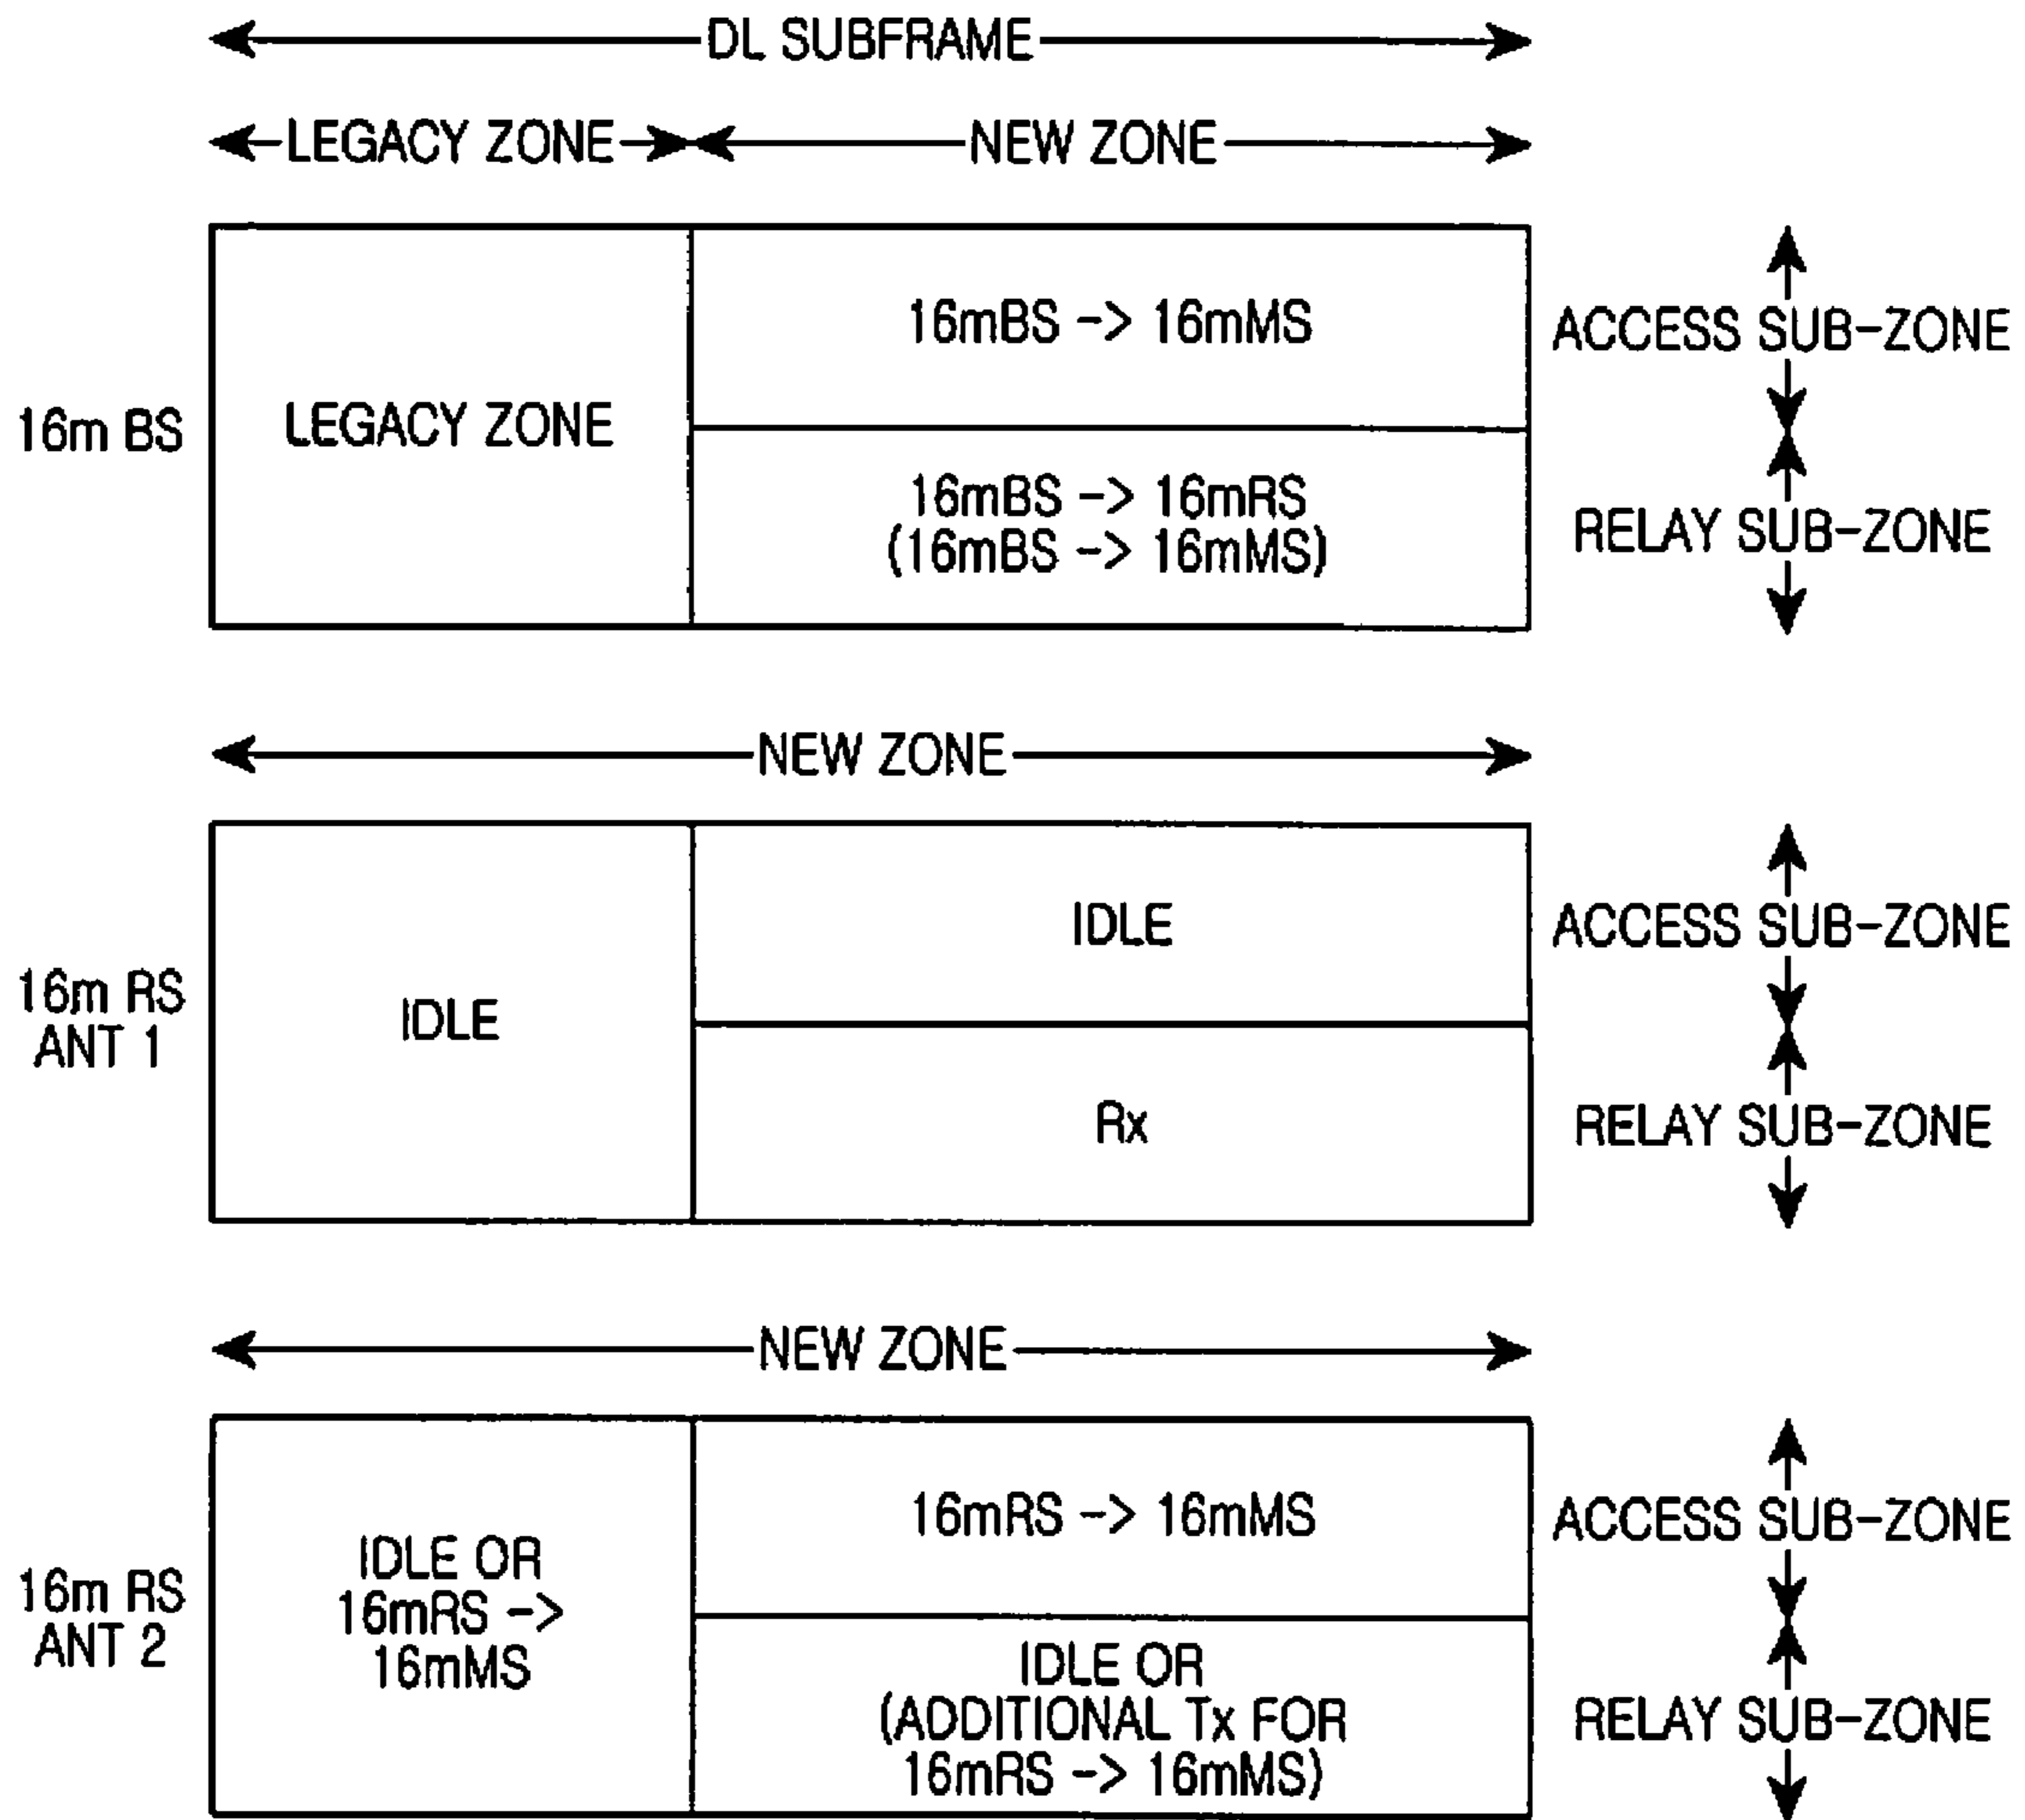 DL SUBFRAME
LEGACY ZONE NEW ZONE
16m BS
LEGACY ZONE
16mBS -> 16mMS
ACCESS SUB-ZONE
16mBS -> 16mRS
(16mBS -> 16mMS)
RELAY SUB-ZONE
NEW ZONE
16m RS
ANT 1
IDLE
IDLE
ACCESS SUB-ZONE
Rx
RELAY SUB-ZONE
NEW ZONE
16m RS
ANT 2
IDLE OR
16mRS ->
16mMS
16mRS -> 16mMS
ACCESS SUB-ZONE
IDLE OR
(ADDITIONAL Tx FOR
16mRS -> 16mMS)
RELAY SUB-ZONE